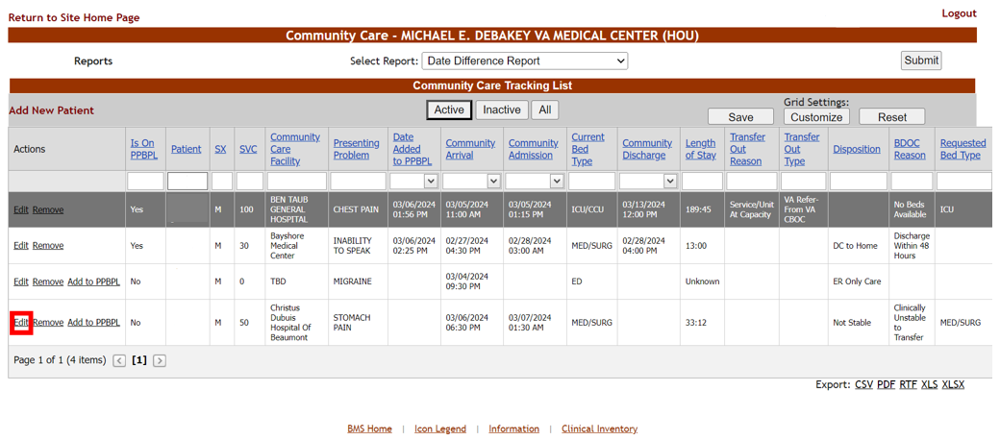 Return to Site Home Page
Logout
Community Care - MICHAEL E. DEBAKEY VA MEDICAL CENTER (HOU)
Reports Select Report: Date Difference Report Submit
Community Care Tracking List
Add New Patient Active Inactive All Grid Settings:
Save Customize Reset
Actions Is On PPBPL Patient SX SVC Community Care Facility Presenting Problem Date Added to PPBPL Community Arrival Community Admission Current Bed Type Community Discharge Length of Stay Transfer Out Reason Transfer Out Type Disposition BDOC Reason Requested Bed Type
Edit Remove Yes M 100 BEN TAUB GENERAL HOSPITAL CHEST PAIN 03/06/2024 01:56 PM 03/05/2024 11:00 AM 03/05/2024 01:15 PM ICU/CCU 03/13/2024 12:00 PM 189:45 Service/Unit At Capacity VA Refer- From VA CBOC No Beds Available ICU
Edit Remove Yes M 30 Bayshore Medical Center INABILITY TO SPEAK 03/06/2024 02:25 PM 02/27/2024 04:30 PM 02/28/2024 03:00 AM MED/SURG 02/28/2024 04:00 PM 13:00 DC to Home Discharge Within 48 Hours
Edit Remove Add to PPBPL No M 0 TBD MIGRAINE 03/04/2024 09:30 PM ED Unknown ER Only Care
Edit Remove Add to PPBPL No M 50 Christus Dubuis Hospital Of Beaumont STOMACH PAIN 03/06/2024 06:30 PM 03/07/2024 01:30 AM MED/SURG 33:12 Not Stable Clinically Unstable to Transfer MED/SURG
Page 1 of 1 (4 items) < [1] >
Export: CSV PDF RTF XLS XLSX
BMS Home | Icon Legend | Information | Clinical Inventory